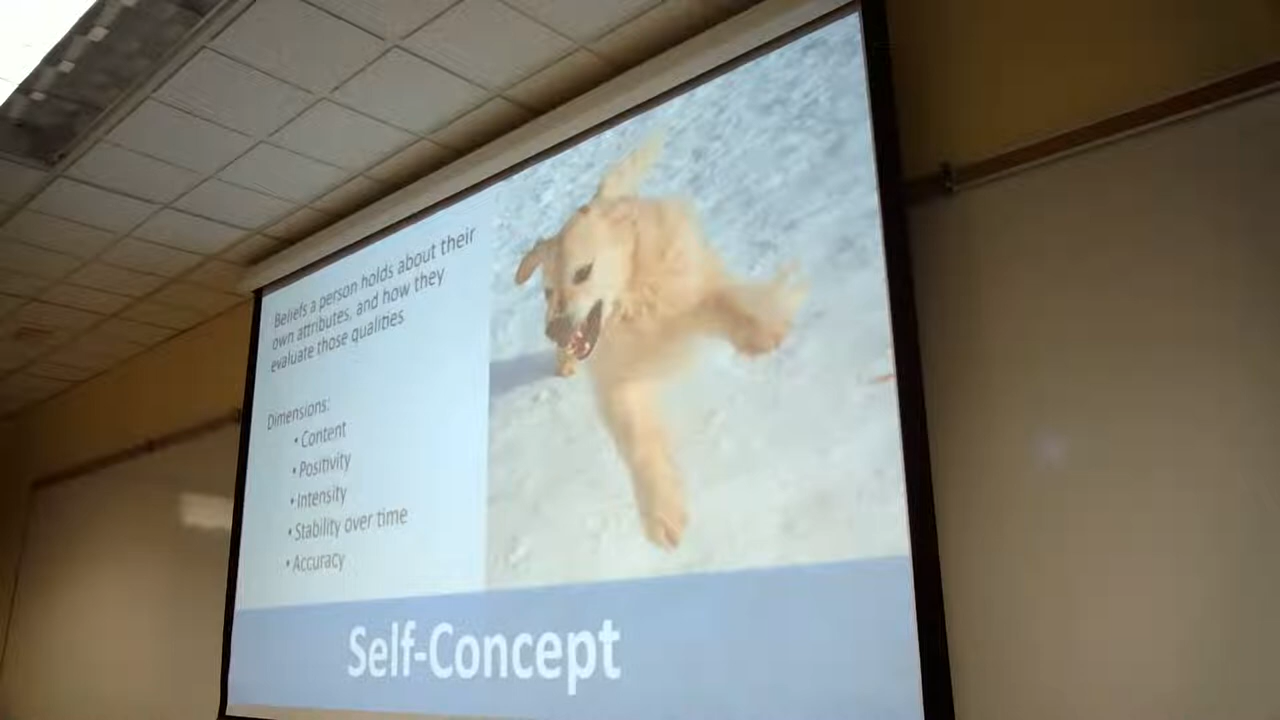 Beliefs a person holds about their
own attributes, and how they
evaluate those qualities
Dimensions:
• Content
• Positivity
• Intensity
• Stability over time
• Accuracy
Self-Concept